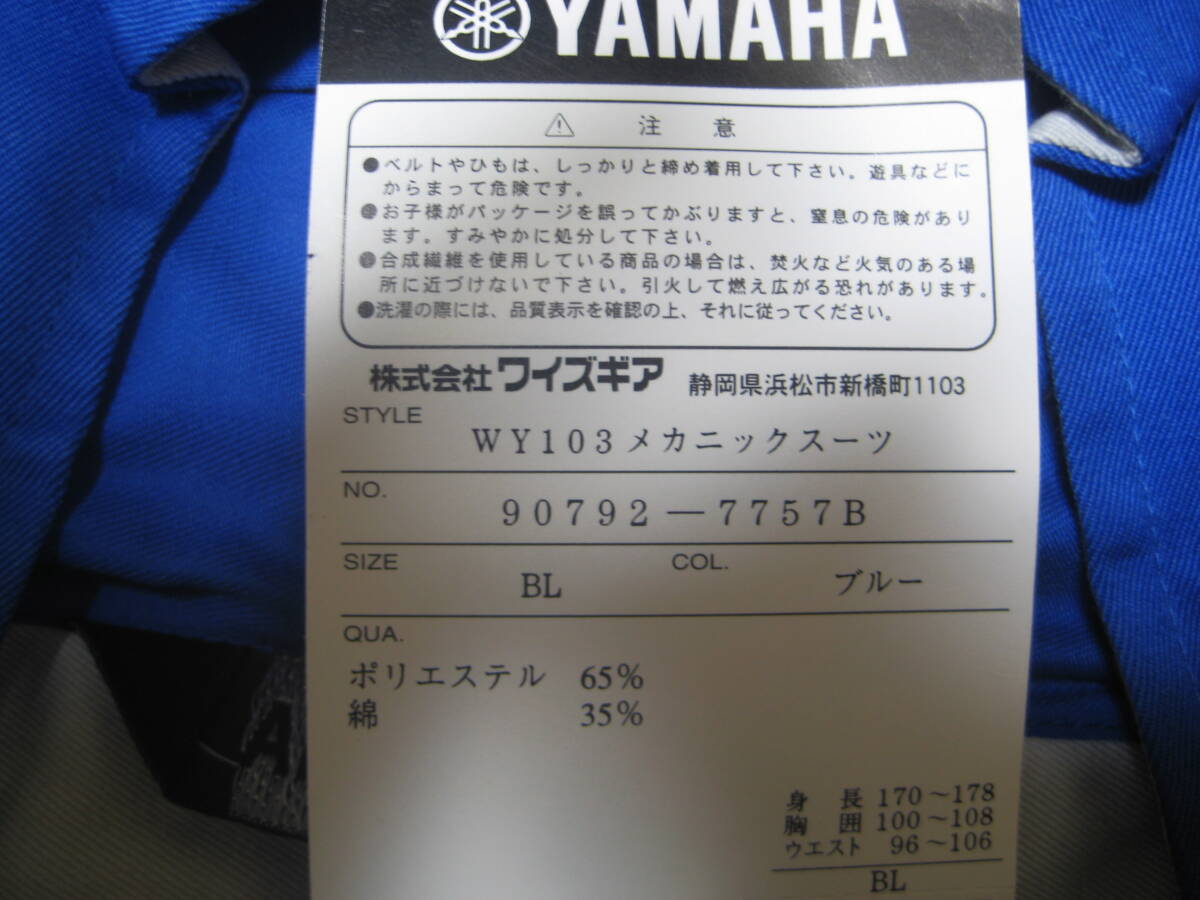 YAMAHA
注 意
●ベルトやひもは、しっかりと締め着用して下さい。遊具などに
からまって危険です。
●お子様がパッケージを誤ってかぶりますと、窒息の危険があり
ます。すみやかに処分して下さい。
●合成繊維を使用している商品の場合は、焚火など火気のある場
所に近づけないで下さい。引火して燃え広がる恐れがあります。
●洗濯の際には、品質表示を確認の上、それに従ってください。
株式会社ワイズギア 静岡県浜松市新橋町1103
STYLE
WY103メカニックスーツ
NO.
90792-7757B
SIZE BL COL. ブルー
QUA.
ポリエステル 65%
綿 35%
身 長 170~178
胸 囲 100~108
ウエスト 96~106
BL